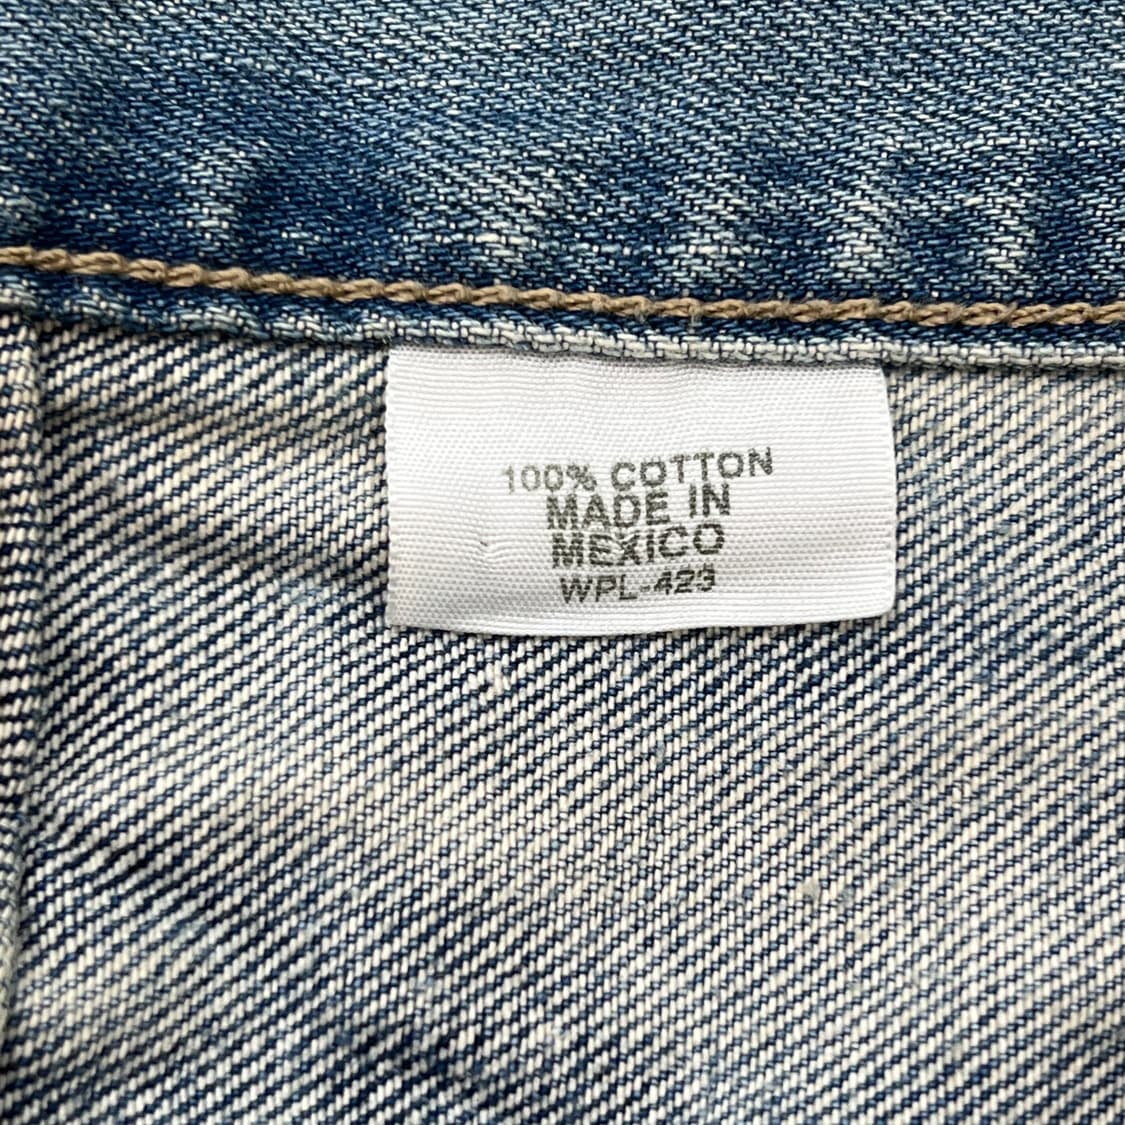 100% COTTON
MADE IN
MEXICO
WPL-423